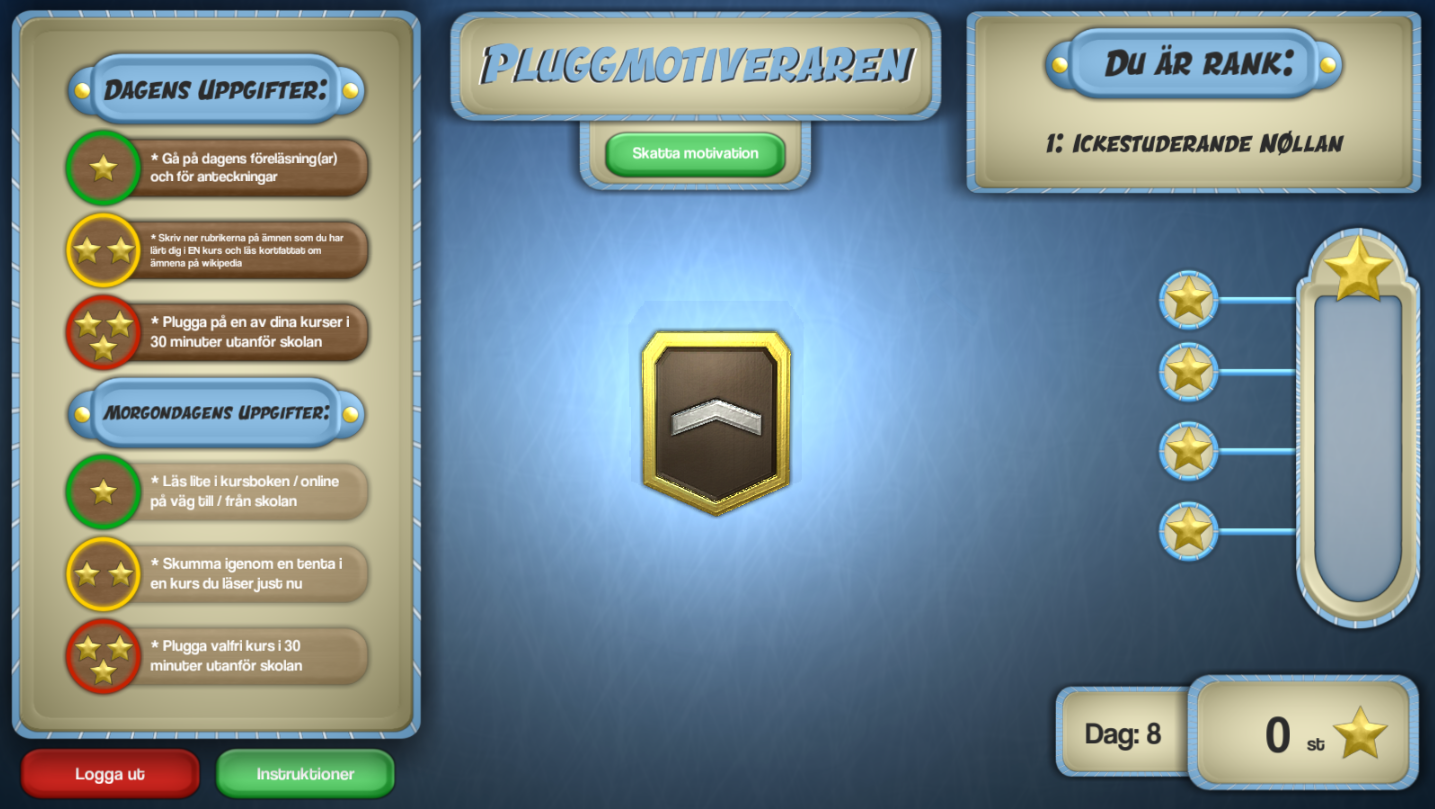 Dagens Uppgifter:
* Gå på dagens föreläsning(ar)
och för anteckningar
* Skriv ner rubrikerna på ämnen som du har
lärt dig i EN kurs och läs kortfattat om
ämnena på wikipedia
* Plugga på en av dina kurser i
30 minuter utanför skolan
Morgondagens Uppgifter:
* Läs lite i kursboken / online
på väg till / från skolan
* Skumma igenom en tenta i
en kurs du läser just nu
* Plugga valfri kurs i 30
minuter utanför skolan
Logga ut
Instruktioner
Pluggmotiveraren
Skatta motivation
Du är rank:
1: Ickestuderande Nøllan
Dag: 8
0 st